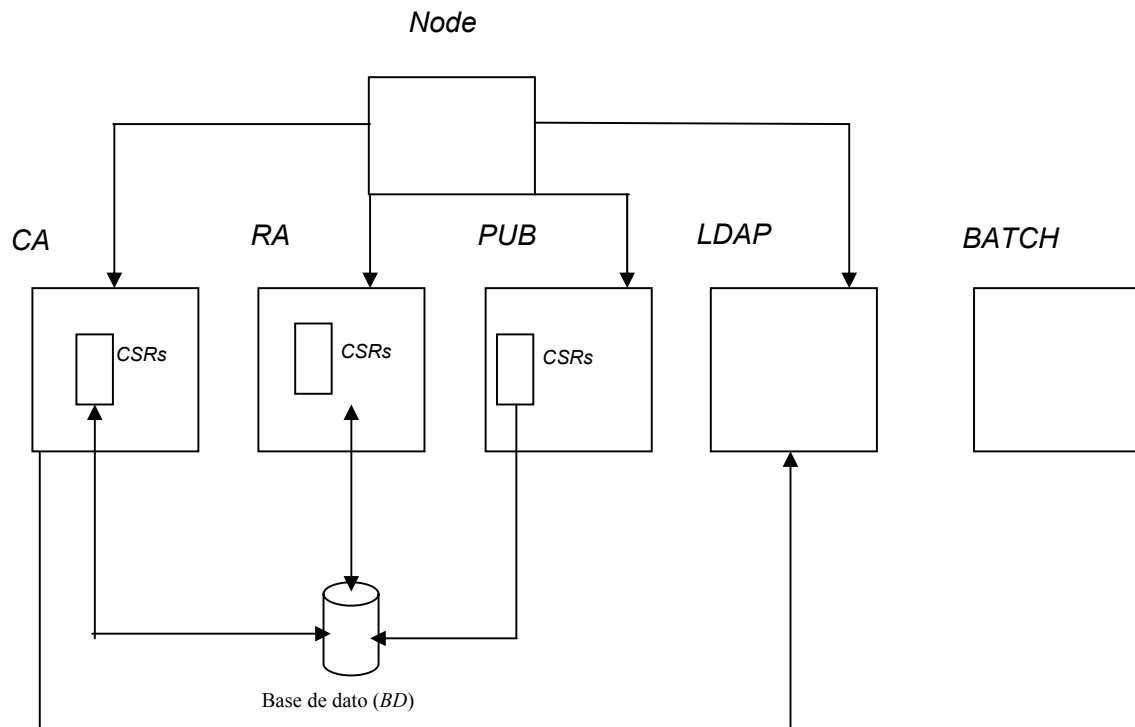 Node
CA
RA
PUB
LDAP
BATCH
CSRs
CSRs
CSRs
Base de dato (BD)